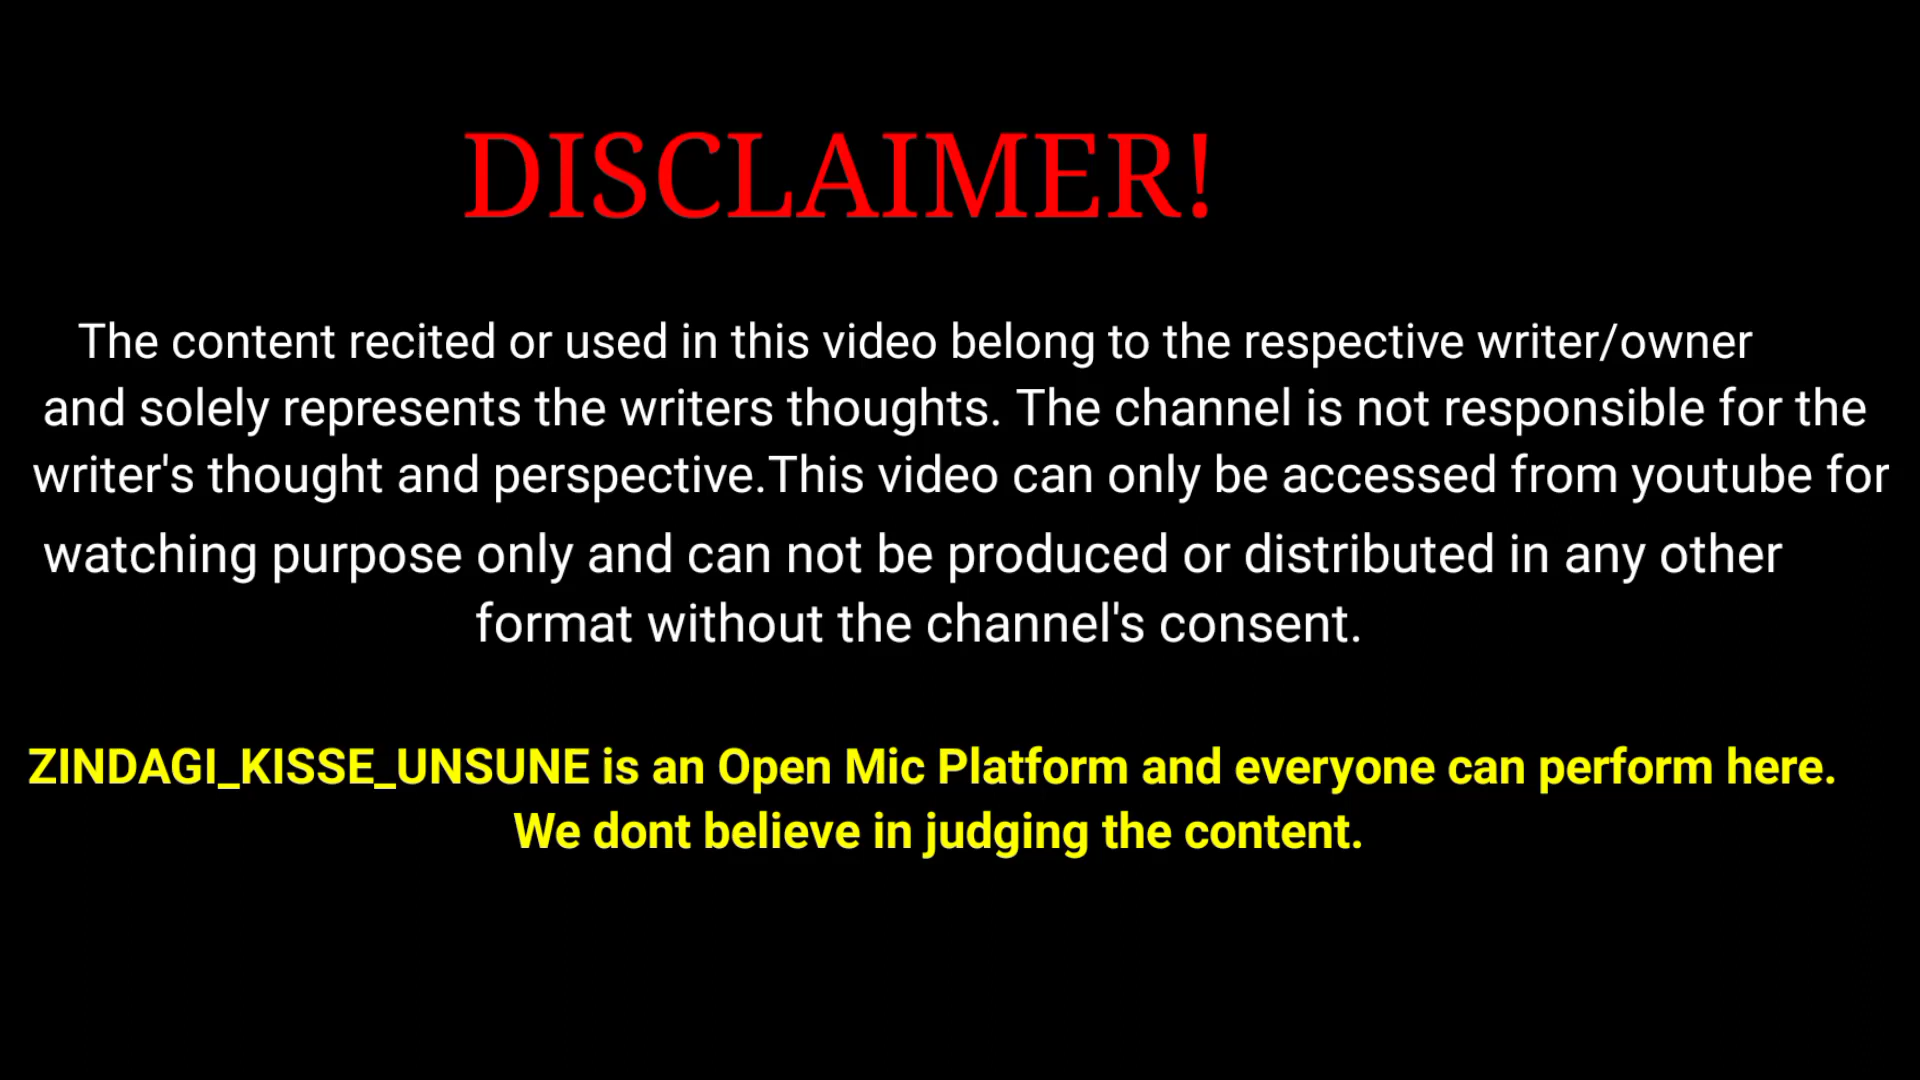 DISCLAIMER!
The content recited or used in this video belong to the respective writer/owner
and solely represents the writers thoughts. The channel is not responsible for the
writer's thought and perspective.This video can only be accessed from youtube for
watching purpose only and can not be produced or distributed in any other
format without the channel's consent.
ZINDAGI_KISSE_UNSUNE is an Open Mic Platform and everyone can perform here.
We dont believe in judging the content.